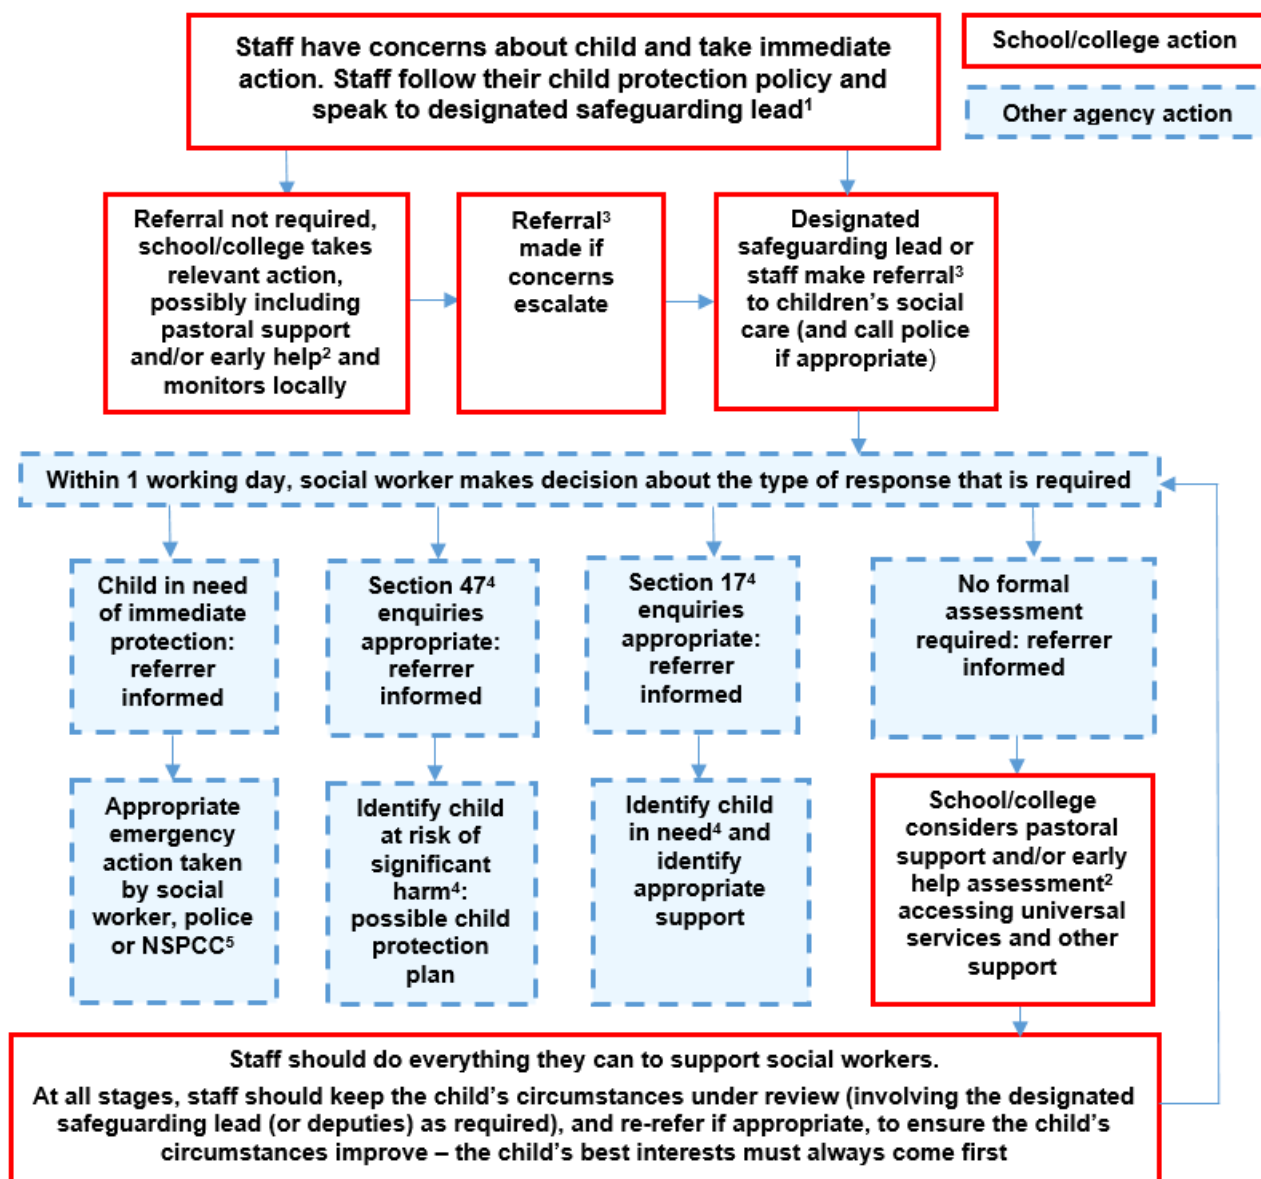 Staff have concerns about child and take immediate
action. Staff follow their child protection policy and
speak to designated safeguarding lead¹
School/college action
Other agency action
Referral not required,
school/college takes
relevant action,
possibly including
pastoral support
and/or early help² and
monitors locally
Referral³
made if
concerns
escalate
Designated
safeguarding lead or
staff make referral³
to children’s social
care (and call police
if appropriate)
Within 1 working day, social worker makes decision about the type of response that is required
Child in need
of immediate
protection:
referrer
informed
Section 47⁴
enquiries
appropriate:
referrer
informed
Section 17⁴
enquiries
appropriate:
referrer
informed
No formal
assessment
required: referrer
informed
Appropriate
emergency
action taken
by social
worker, police
or NSPCC⁵
Identify child
at risk of
significant
harm⁴:
possible child
protection
plan
Identify child
in need⁴ and
identify
appropriate
support
School/college
considers pastoral
support and/or early
help assessment²
accessing universal
services and other
support
Staff should do everything they can to support social workers.
At all stages, staff should keep the child’s circumstances under review (involving the designated
safeguarding lead (or deputies) as required), and re-refer if appropriate, to ensure the child’s
circumstances improve – the child’s best interests must always come first